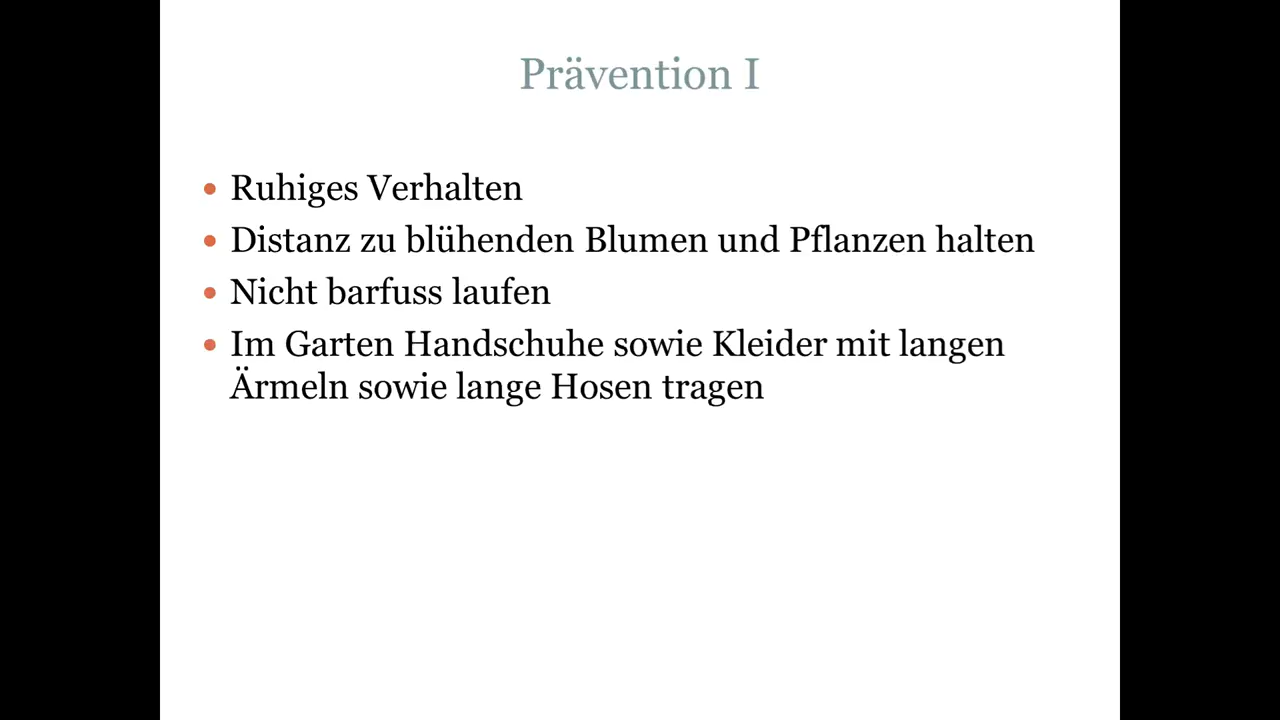 Prävention I
• Ruhiges Verhalten
• Distanz zu blühenden Blumen und Pflanzen halten
• Nicht barfuss laufen
• Im Garten Handschuhe sowie Kleider mit langen
Ärmeln sowie lange Hosen tragen